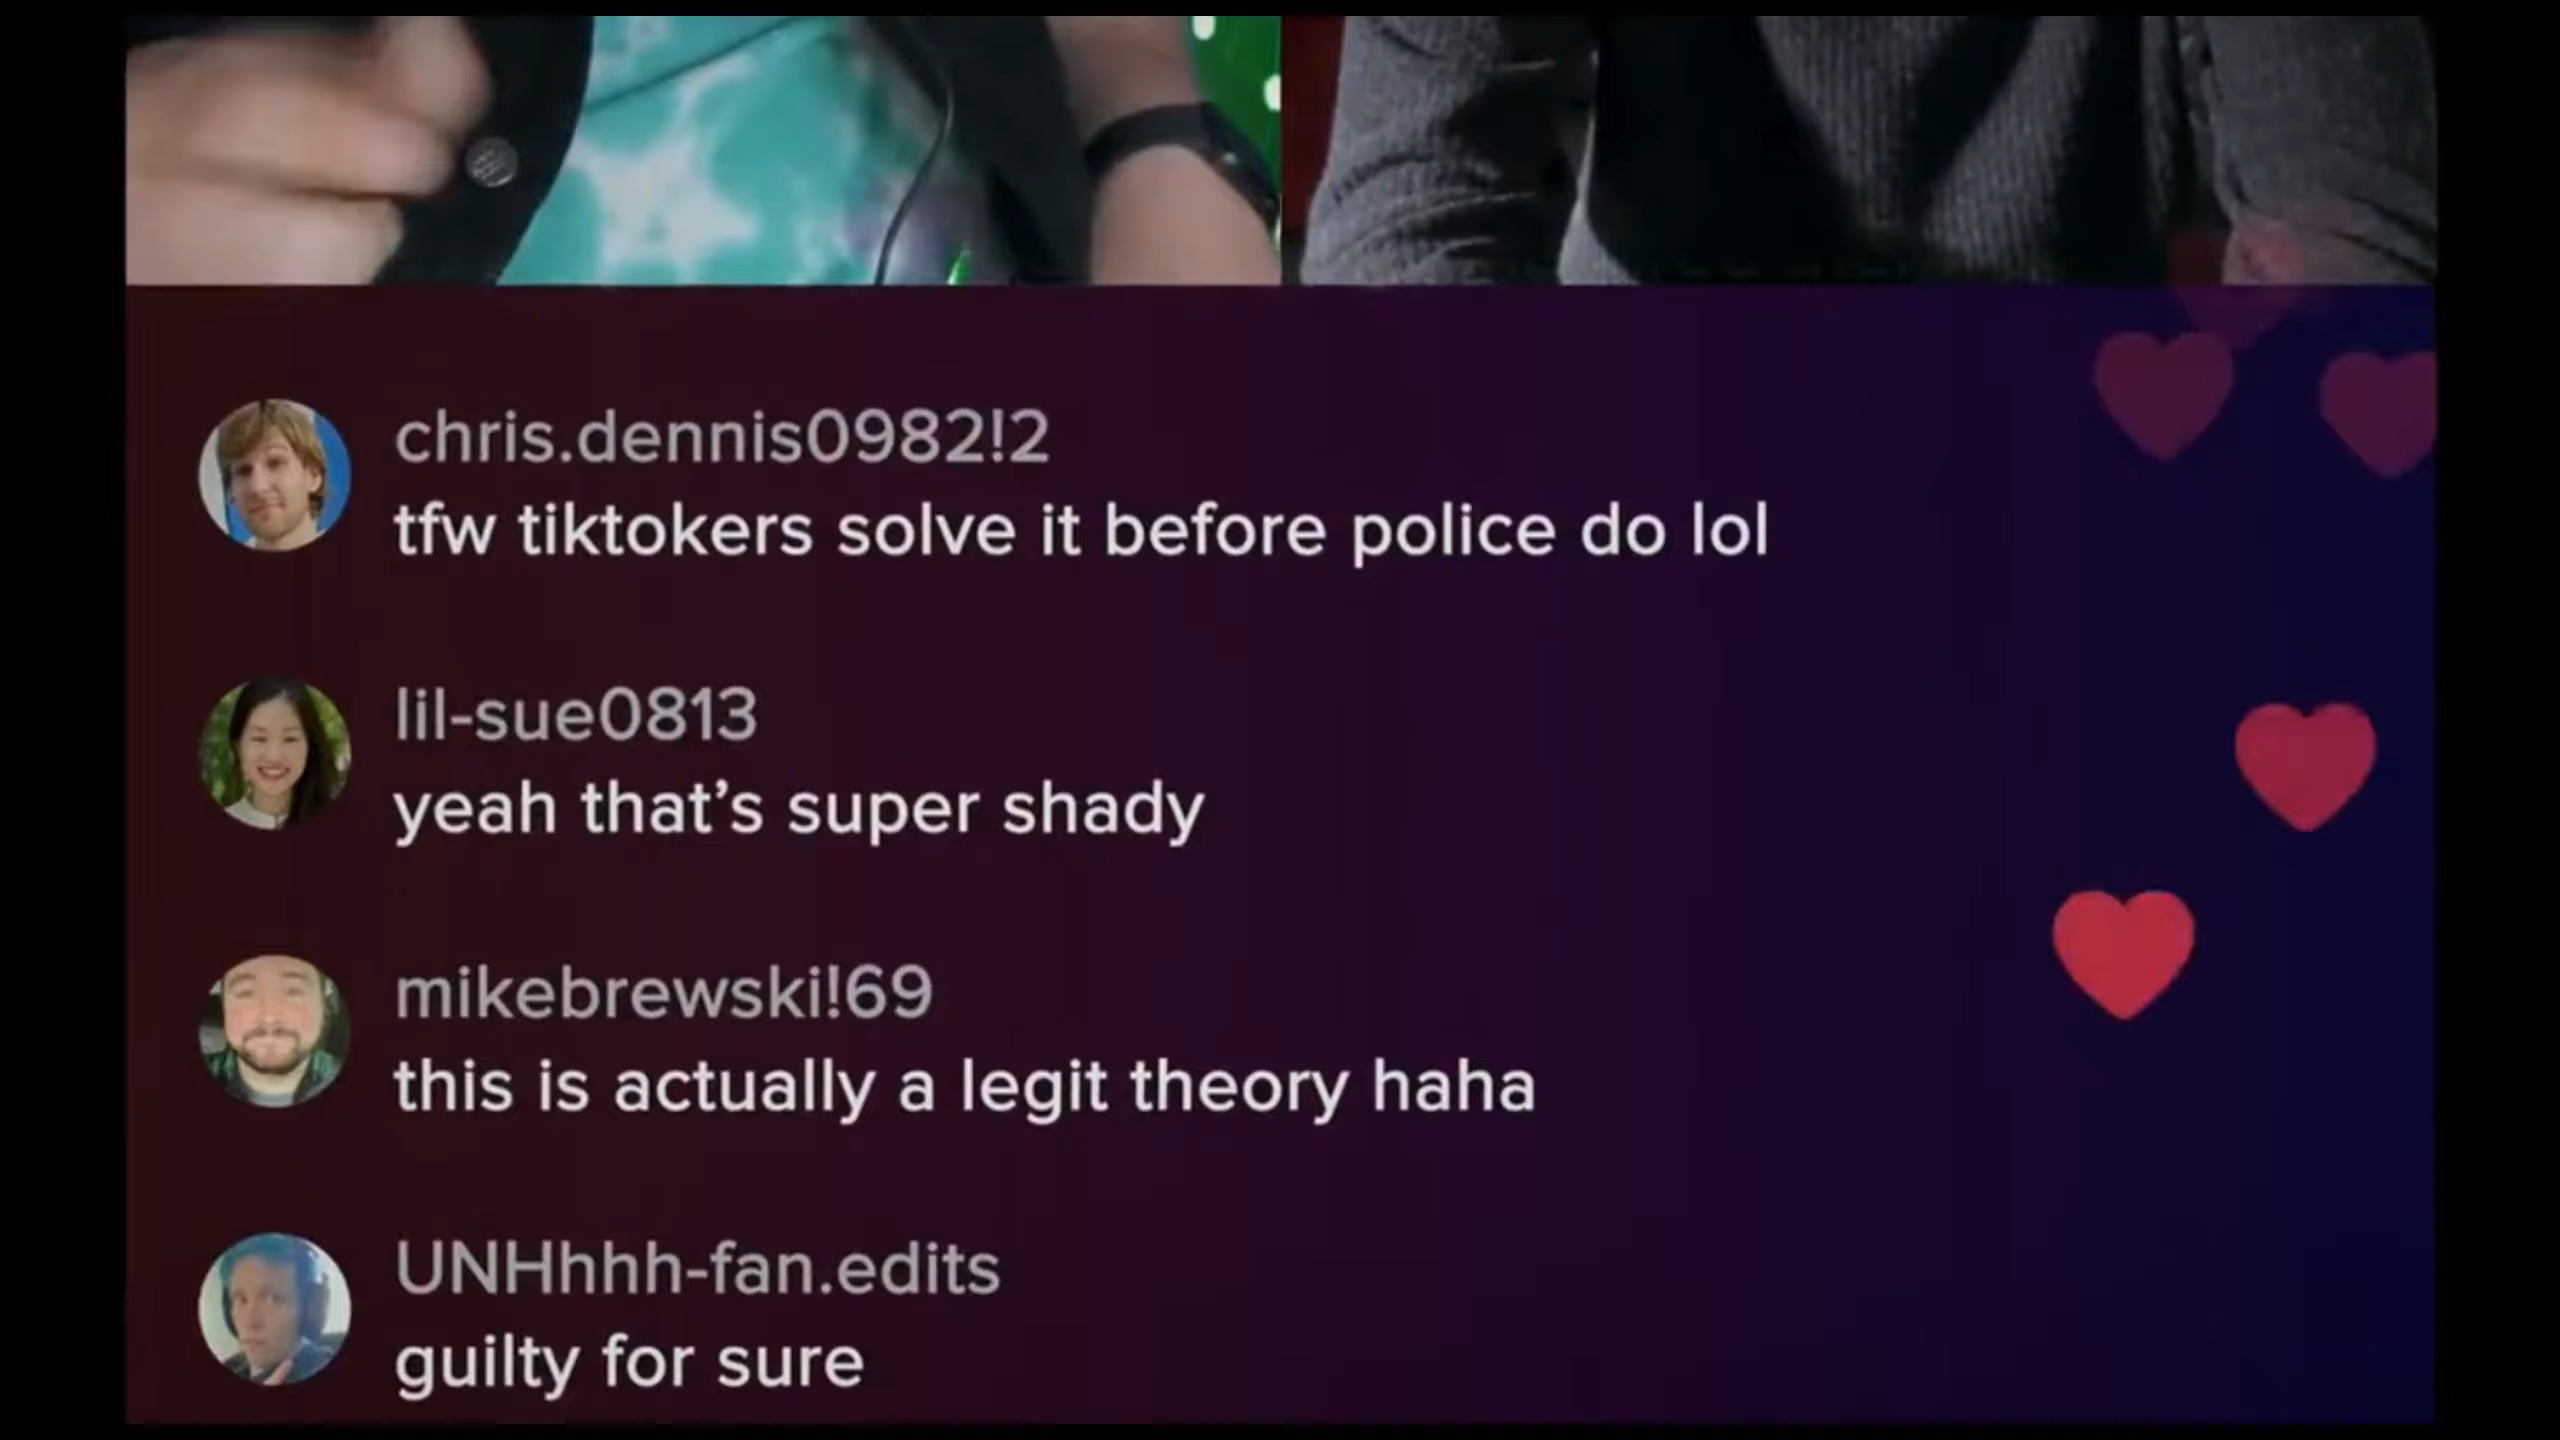 chris.dennis0982!2
tfw tiktokers solve it before police do lol
lil-sue0813
yeah that’s super shady
mikebrewski!69
this is actually a legit theory haha
UNHhhh-fan.edits
guilty for sure